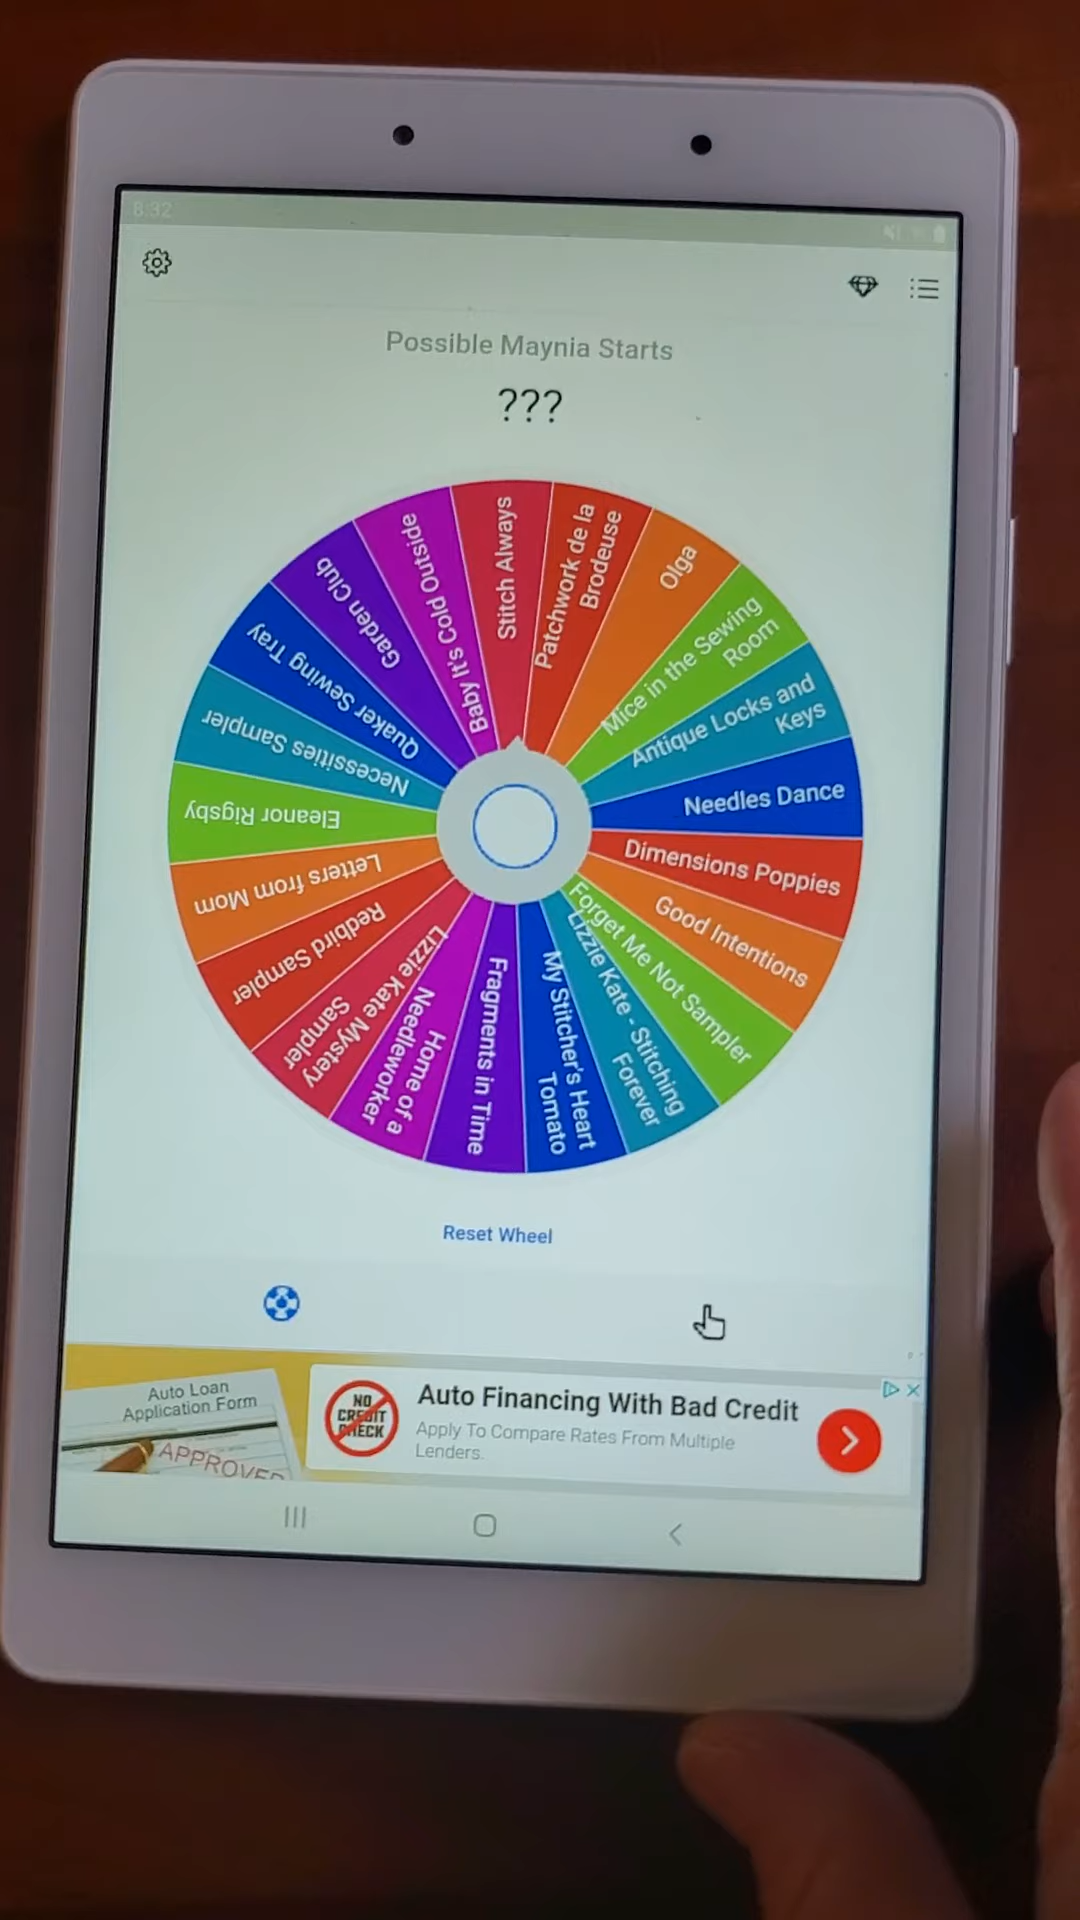 8:32
Possible Maynia Starts
???
Stitch Always
Patchwork de la
Brodeuse
Olga
Mice in the Sewing
Room
Antique Locks and
Keys
Needles Dance
Dimensions Poppies
Good Intentions
Forget Me Not Sampler
Lizzie Kate - Stitching
Forever
My Stitcher's Heart
Tomato
Fragments in Time
Home of a
Needleworker
Lizzie Kate Mystery
Sampler
Redbird Sampler
Letters from Mom
Eleanor Rigsby
Necessities Sampler
Quaker Sewing Tray
Garden Club
Baby It's Cold Outside
Reset Wheel
Auto Loan
Application Form
APPROVED
NO
CREDIT
CHECK
Auto Financing With Bad Credit
Apply To Compare Rates From Multiple
Lenders.